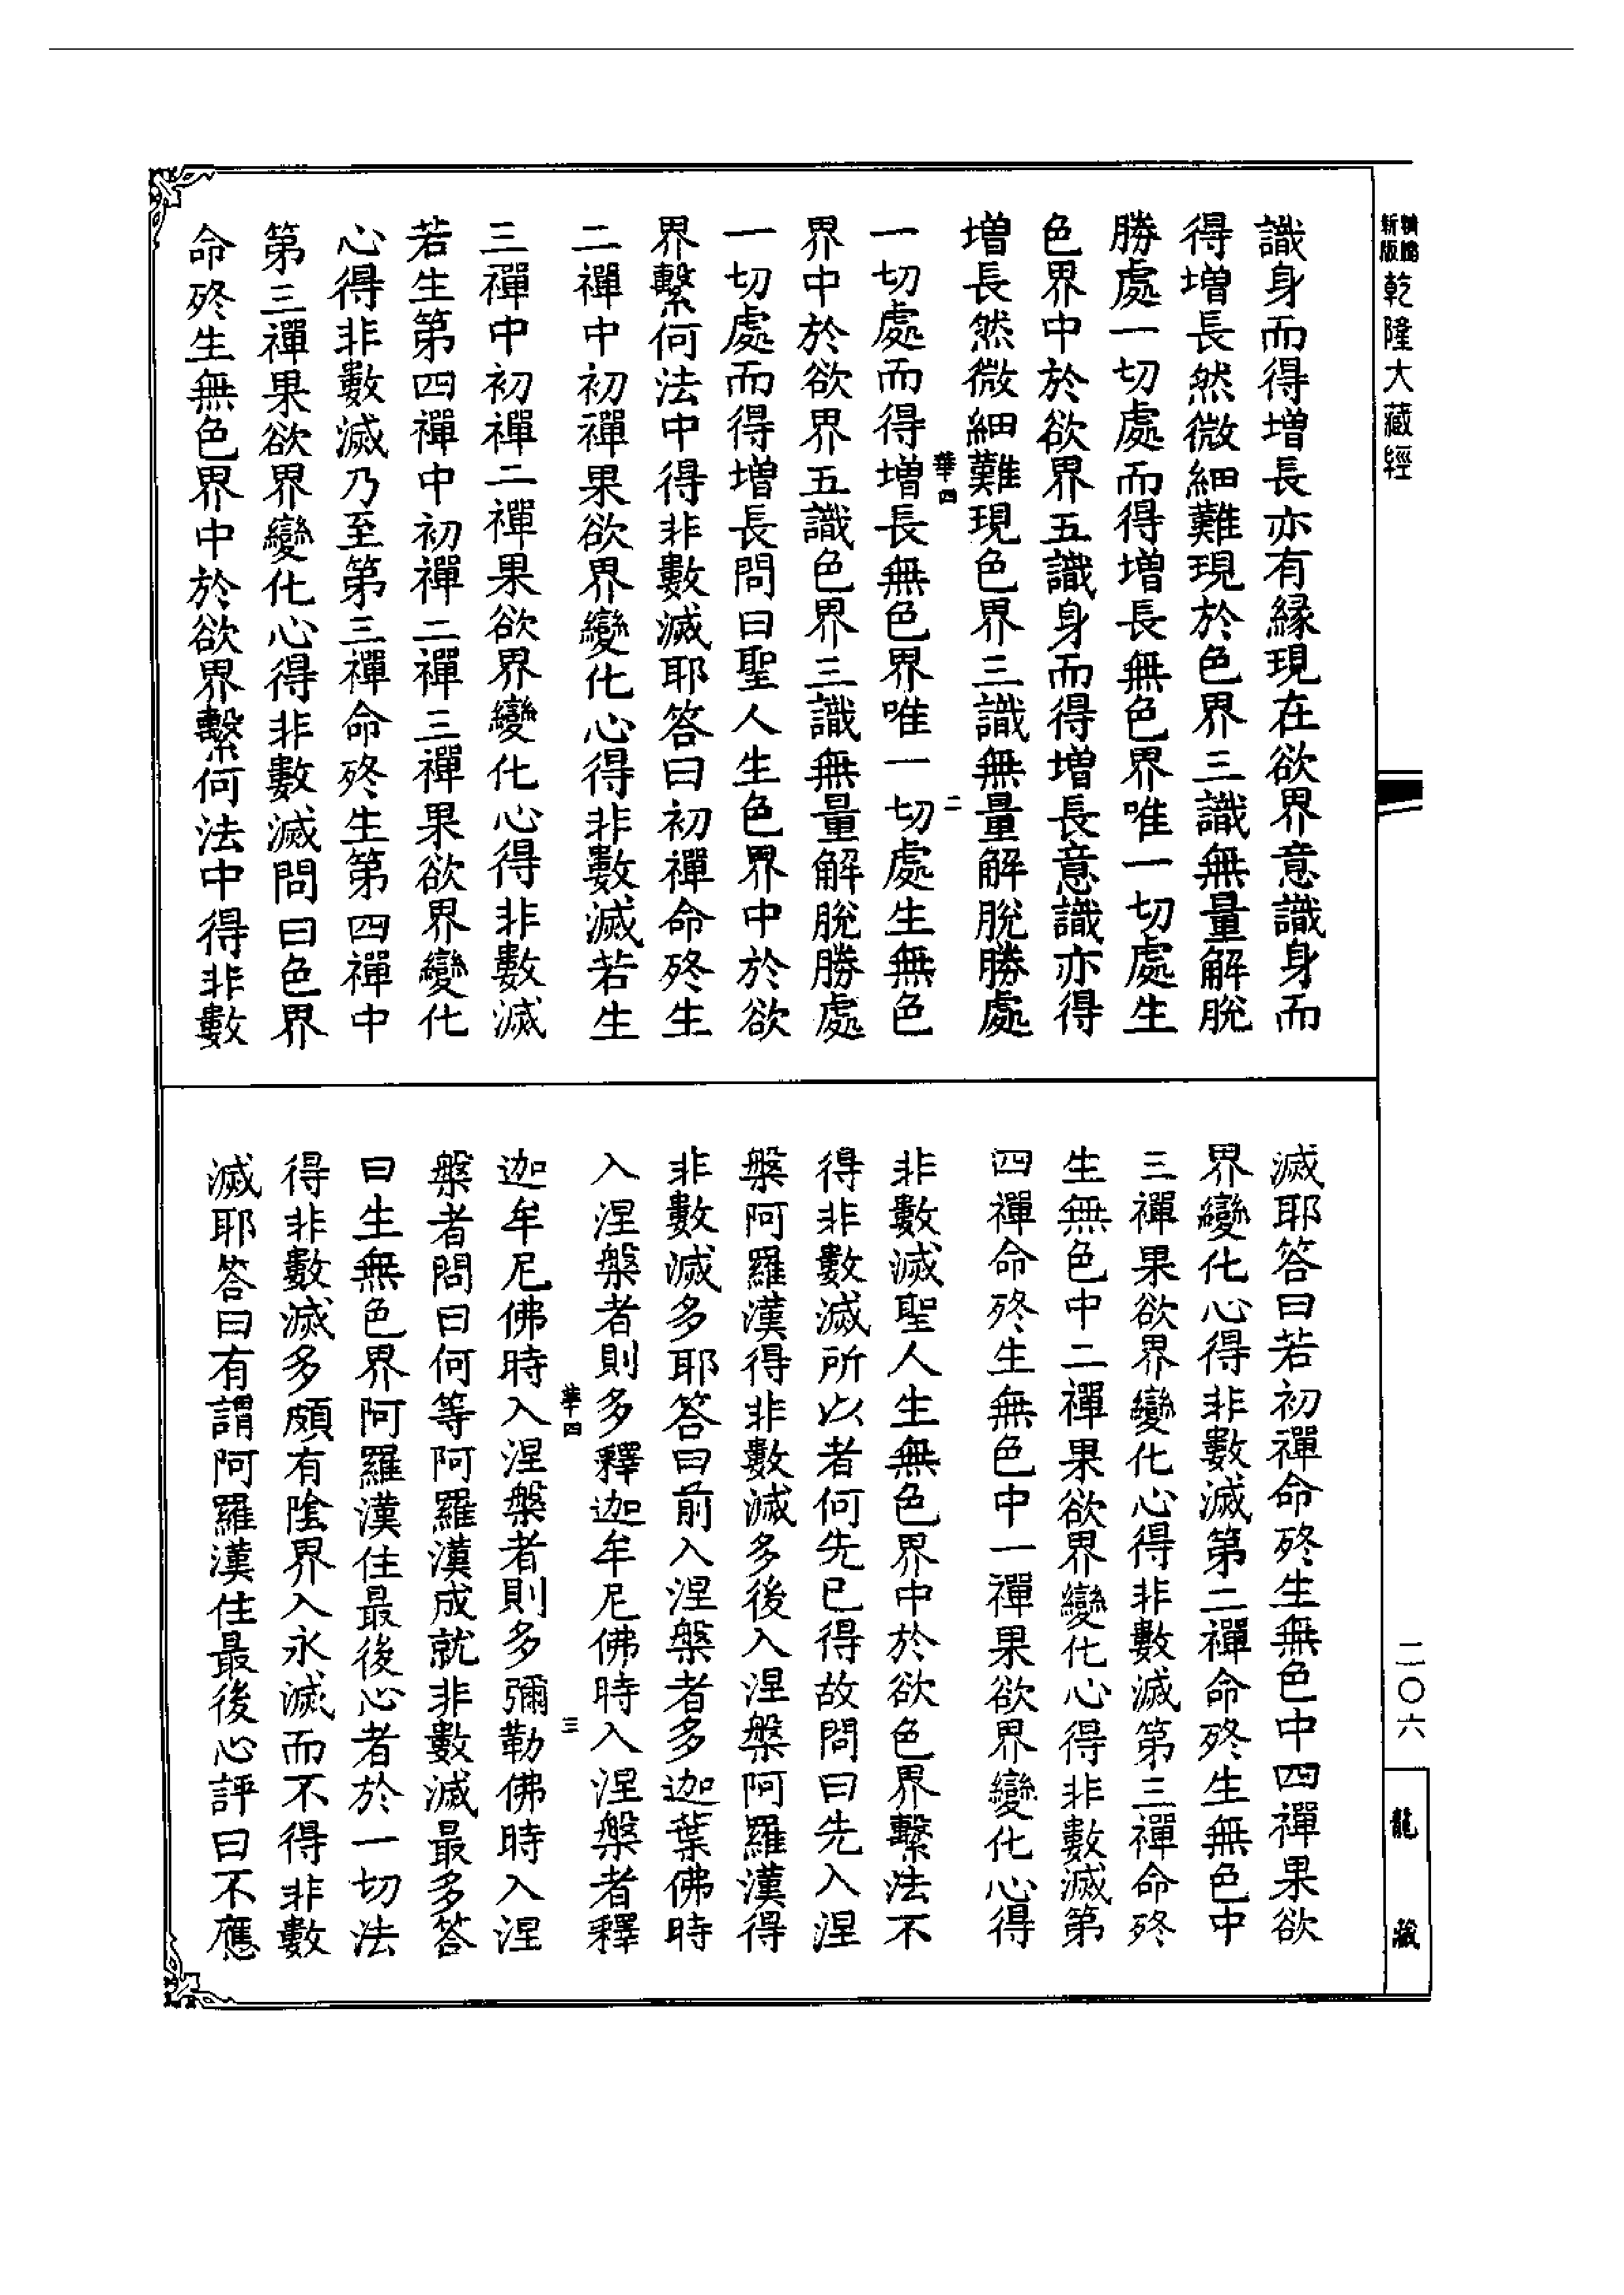 新版
乾隆大藏經
識身而得增長亦有緣現在欲界意識身而
得增長然微細難現於色界三識無量解脫
勝處一切處而得增長無色界唯一切處生
色界中於欲界五識身而得增長意識亦得
增長然微細難現色界三識無量解脫勝處
華四
二
一切處而得增長無色界唯一切處生無色
界中於欲界五識色界三識無量解脫勝處
一切處而得增長問曰聖人生色界中於欲
界繫何法中得非數滅耶答曰初禪命終生
二禪中初禪果欲界變化心得非數滅若生
三禪中初禪二禪果欲界變化心得非數滅
若生第四禪中初禪二禪三禪果欲界變化
心得非數滅乃至第三禪命終生第四禪中
第三禪果欲界變化心得非數滅問曰色界
命終生無色界中於欲界繫何法中得非數
滅耶答曰若初禪命終生無色中四禪果欲
界變化心得非數滅第二禪命終生無色中
三禪果欲界變化心得非數滅第三禪命終
生無色中二禪果欲界變化心得非數滅第
四禪命終生無色中一禪果欲界變化心得
非數滅聖人生無色界中於欲色界繫法不
得非數滅所以者何先已得故問曰先入涅
槃阿羅漢得非數滅多後入涅槃阿羅漢得
非數滅多耶答曰前入涅槃者多迦葉佛時
入涅槃者則多釋迦牟尼佛時入涅槃者釋
華四
三
迦牟尼佛時入涅槃者則多彌勒佛時入涅
槃者問曰何等阿羅漢成就非數滅最多答
曰生無色界阿羅漢住最後心者於一切法
得非數滅多頗有陰界入永滅而不得非數
滅耶答曰有謂阿羅漢住最後心評曰不應
二〇六
龍藏